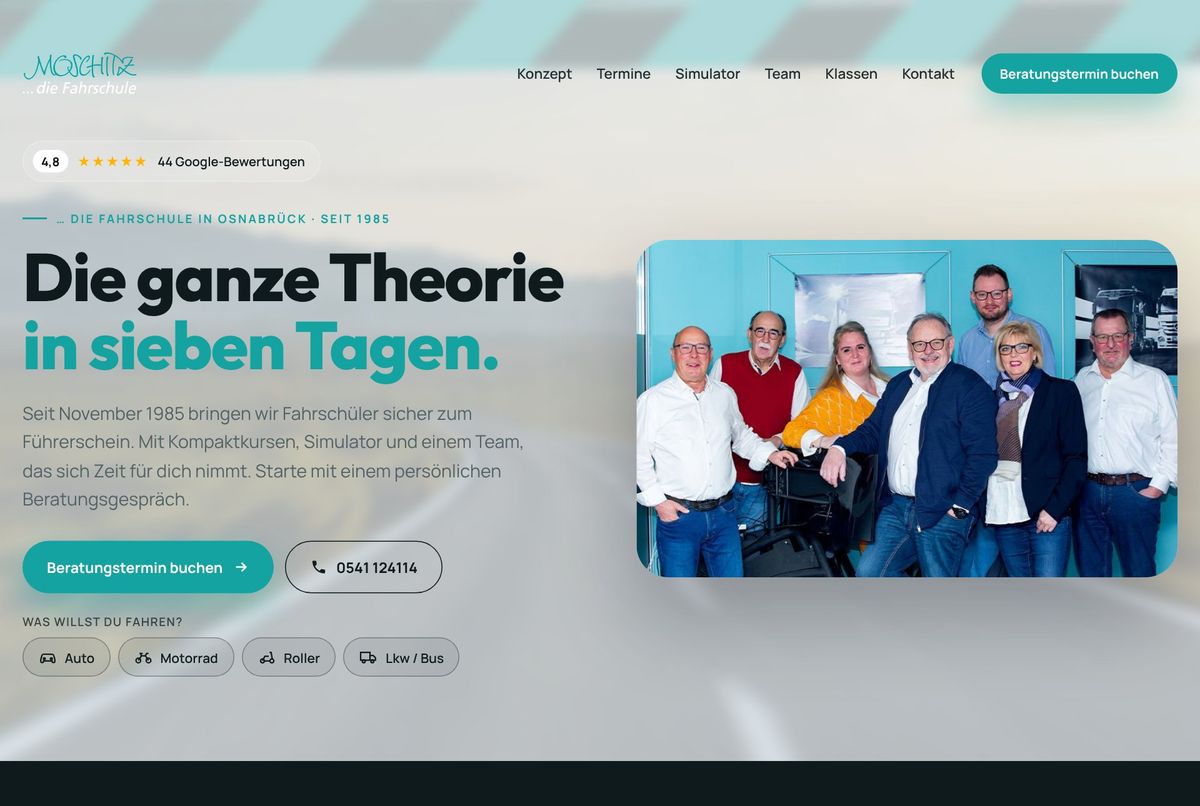 MOSCHITZ
...die Fahrschule
Konzept
Termine
Simulator
Team
Klassen
Kontakt
Beratungstermin buchen
4,8 ★★★★★ 44 Google-Bewertungen
… DIE FAHRSCHULE IN OSNABRÜCK · SEIT 1985
Die ganze Theorie
in sieben Tagen.
Seit November 1985 bringen wir Fahrschüler sicher zum
Führerschein. Mit Kompaktkursen, Simulator und einem Team,
das sich Zeit für dich nimmt. Starte mit einem persönlichen
Beratungsgespräch.
Beratungstermin buchen →
0541 124114
WAS WILLST DU FAHREN?
Auto
Motorrad
Roller
Lkw / Bus